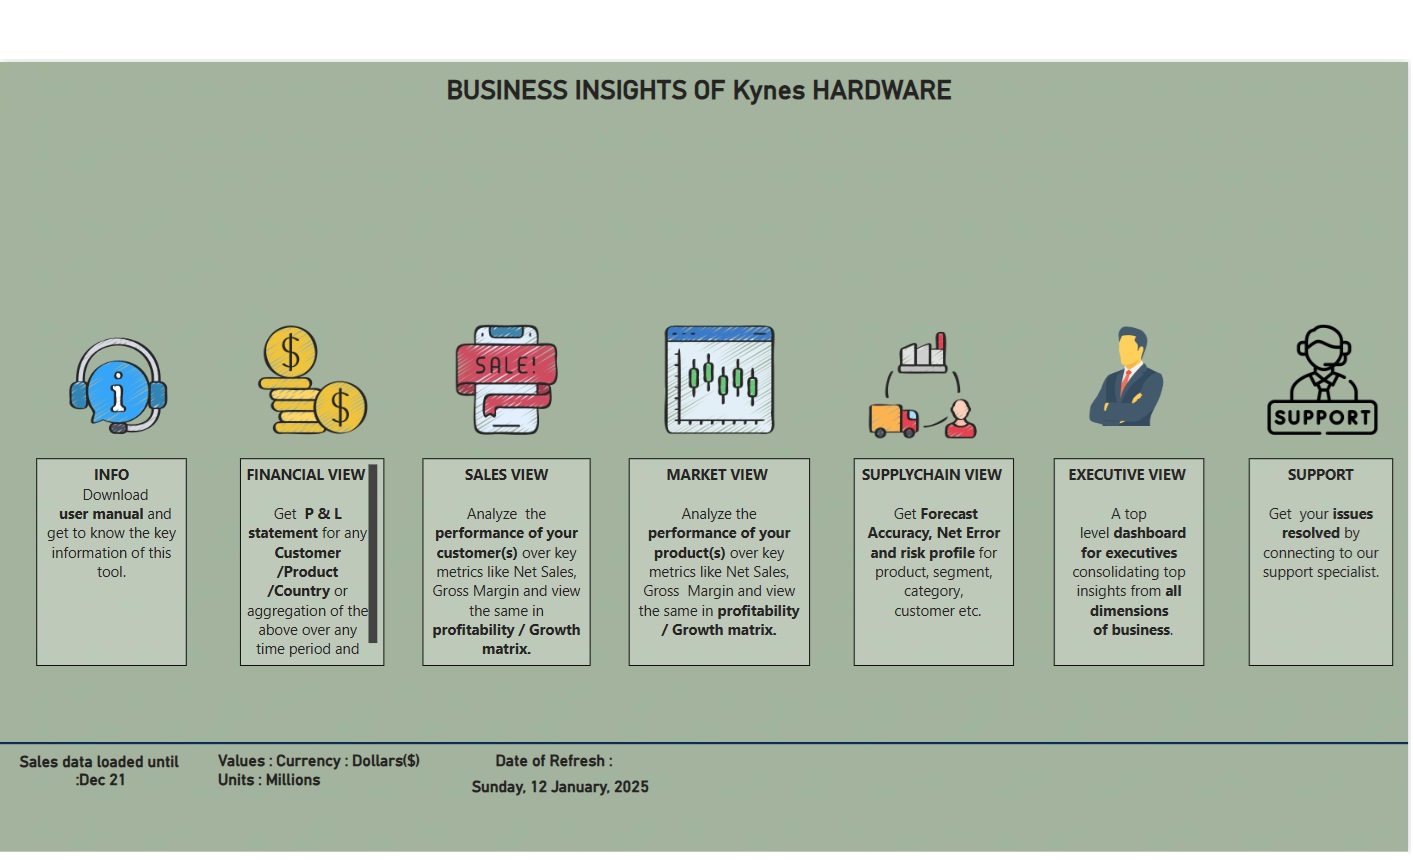 BUSINESS INSIGHTS OF Kynes HARDWARE
i
$
$
SALE!
SUPPORT
INFO
Download
user manual and
get to know the key
information of this
tool.
FINANCIAL VIEW
Get P & L
statement for any
Customer
/Product
/Country or
aggregation of the
above over any
time period and
SALES VIEW
Analyze the
performance of your
customer(s) over key
metrics like Net Sales,
Gross Margin and view
the same in
profitability / Growth
matrix.
MARKET VIEW
Analyze the
performance of your
product(s) over key
metrics like Net Sales,
Gross Margin and view
the same in profitability
/ Growth matrix.
SUPPLYCHAIN VIEW
Get Forecast
Accuracy, Net Error
and risk profile for
product, segment,
category,
customer etc.
EXECUTIVE VIEW
A top
level dashboard
for executives
consolidating top
insights from all
dimensions
of business.
SUPPORT
Get your issues
resolved by
connecting to our
support specialist.
Sales data loaded until
:Dec 21
Values : Currency : Dollars($)
Units : Millions
Date of Refresh :
Sunday, 12 January, 2025